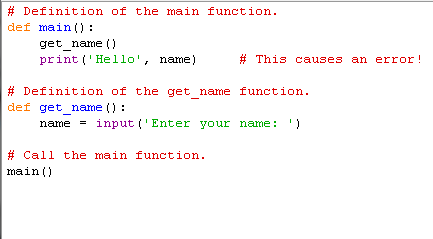 # Definition of the main function.
def main():
    get_name()
    print('Hello', name)     # This causes an error!
# Definition of the get_name function.
def get_name():
    name = input('Enter your name: ')
# Call the main function.
main()